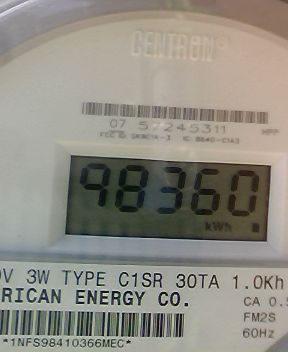 CENTRON®
07 57245311
98360
kWh
V 3W TYPE C1SR 30TA 1.0Kh
RICAN ENERGY CO.
CA 0.5
FM2S
*1NFS98410366MEC*
60Hz